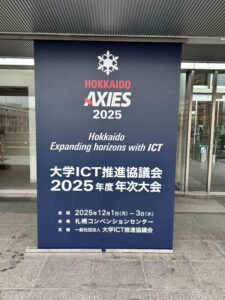 HOKKAIDO
AXIES
2025
Hokkaido
Expanding horizons with ICT
大学ICT推進協議会
2025年度 年次大会
会 期 2025年12月1日(月)~3日(水)
会 場 札幌コンベンションセンター
主 催 一般社団法人 大学ICT推進協議会